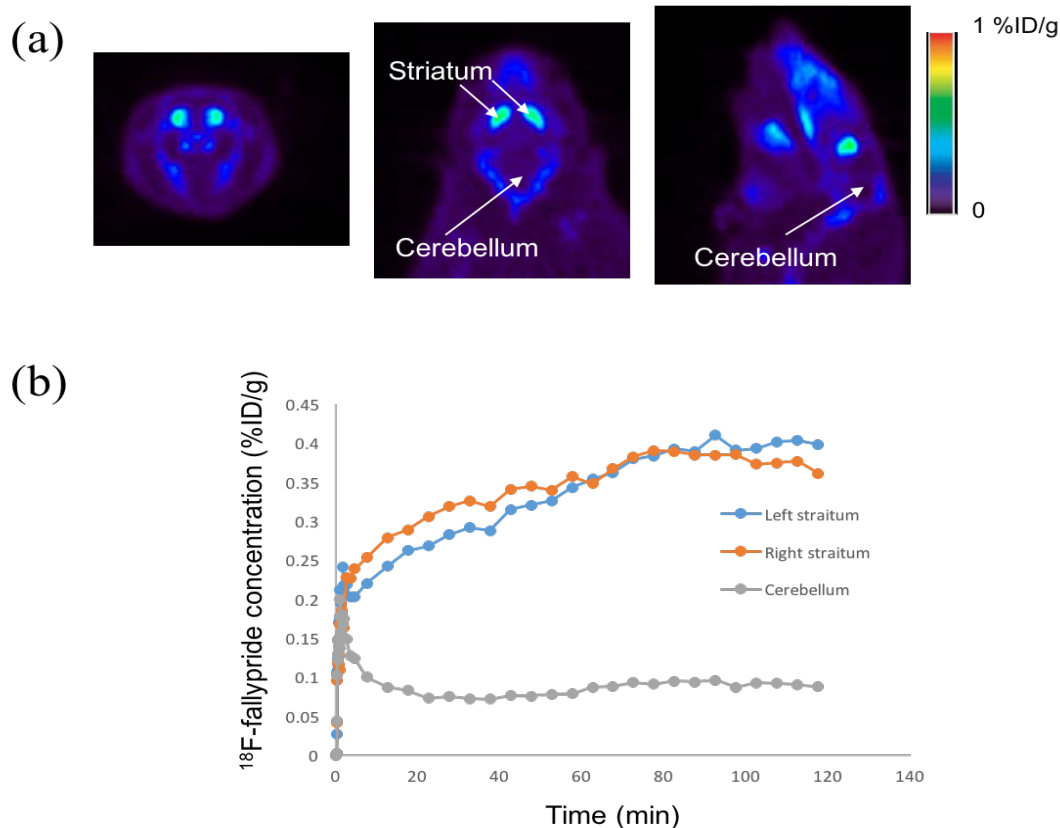 (a)
1 %ID/g
Striatum
Cerebellum
Cerebellum
0
(b)
¹⁸F-fallypride concentration (%ID/g)
0.45
0.4
0.35
0.3
0.25
0.2
0.15
0.1
0.05
0
0 20 40 60 80 100 120 140
Left straitum
Right straitum
Cerebellum
Time (min)